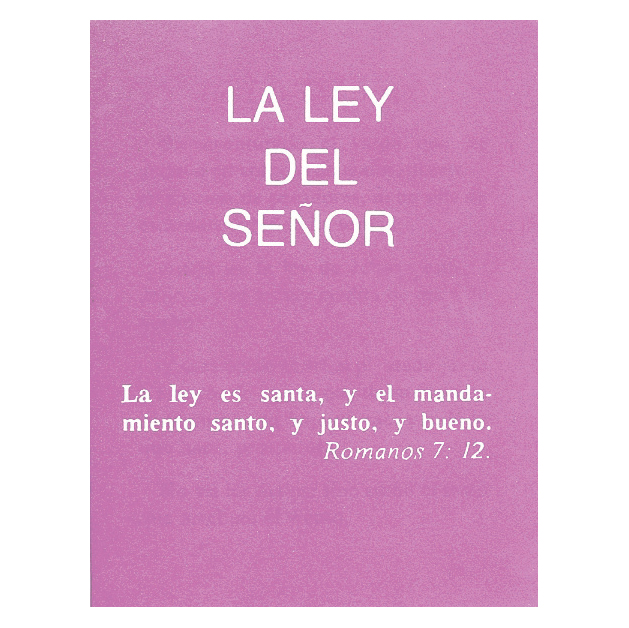 LA LEY
DEL
SEÑOR
La ley es santa, y el manda-
miento santo, y justo, y bueno.
Romanos 7: 12.